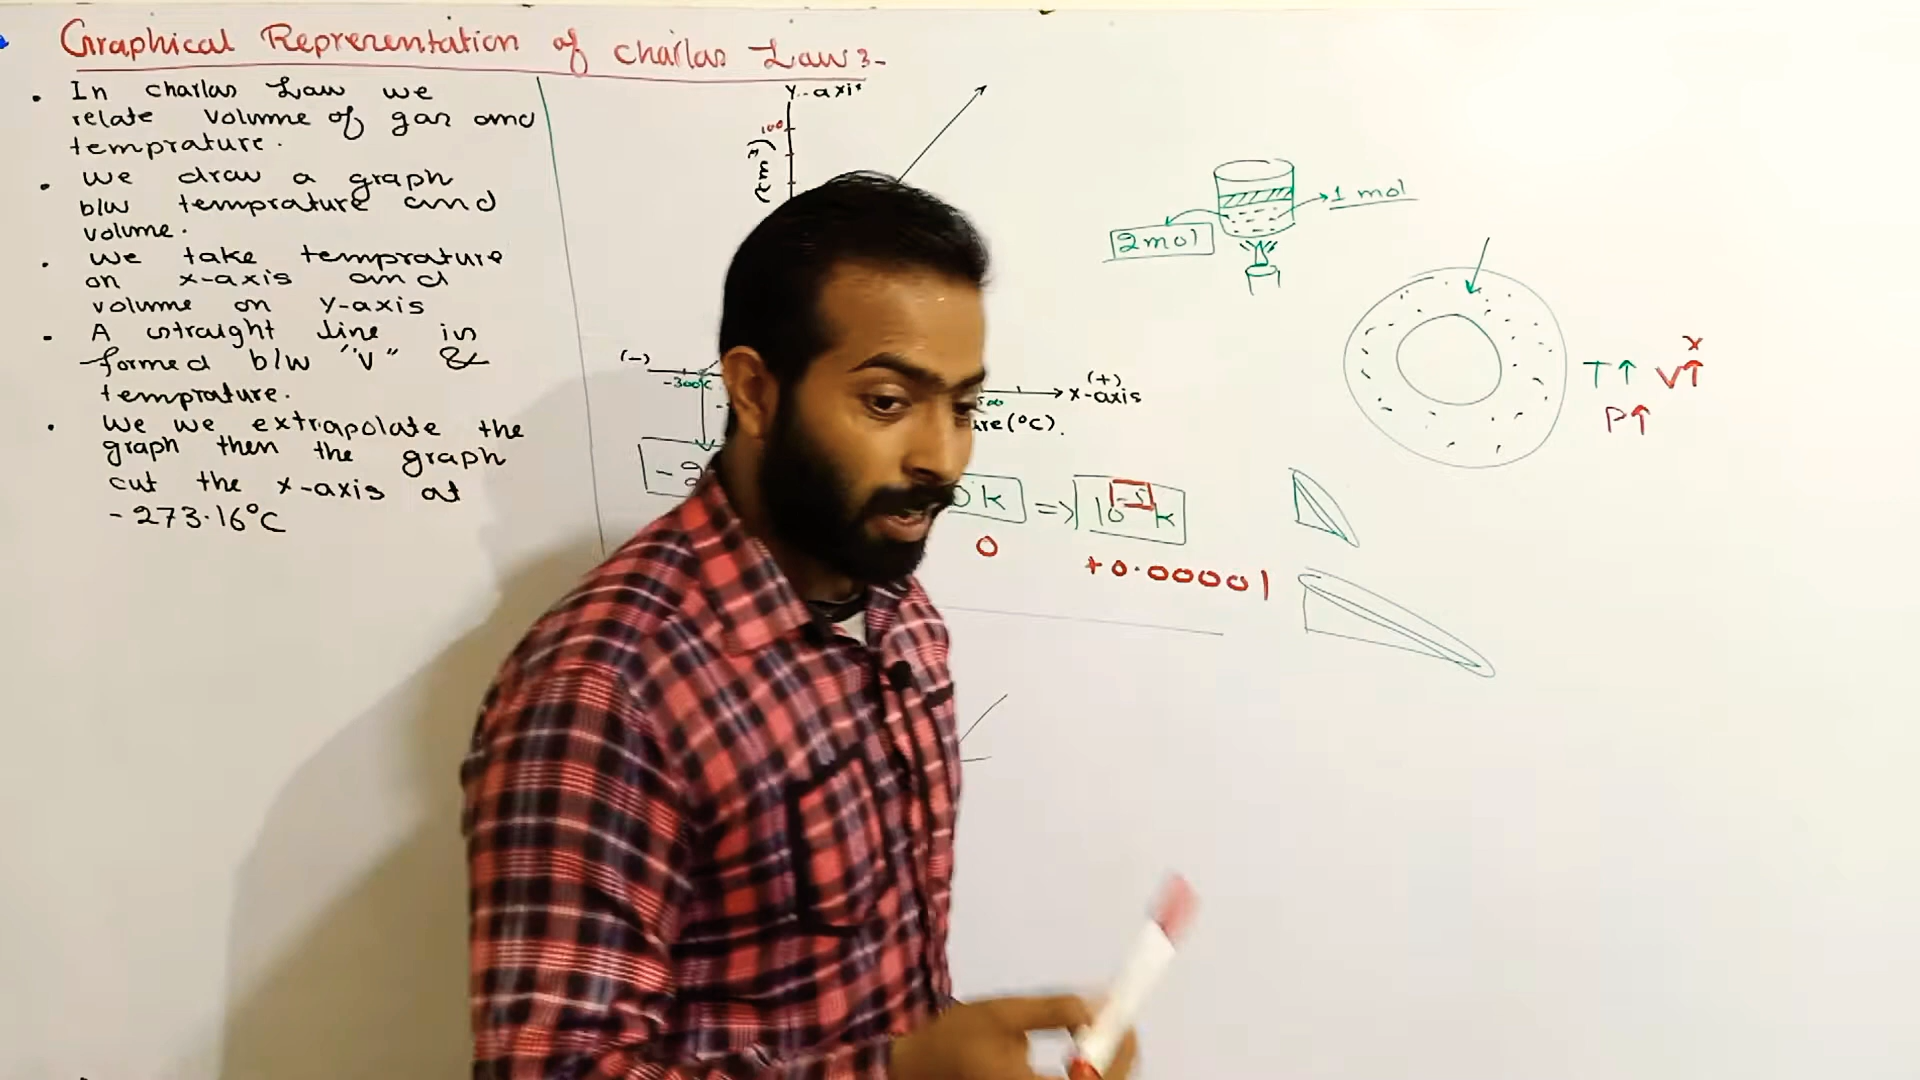 Graphical Reprerentation of Charlas Law:-
• In charlas Law we
relate volume of gas and
temprature.
• we draw a graph
b/w temprature and
volume.
• we take temprature
on x-axis and
volume on y-axis
• A straight line is
formed b/w "V" &
temprature.
• We we extrapolate the
graph then the graph
cut the x-axis at
-273.16°C
Y-axis
100
(-)
-300°C
(+)
x-axis
500
ure (°C).
0 k => 10-5 k
0
+0.00001
1 mol
2 mol
T↑ V↑ x
P↑